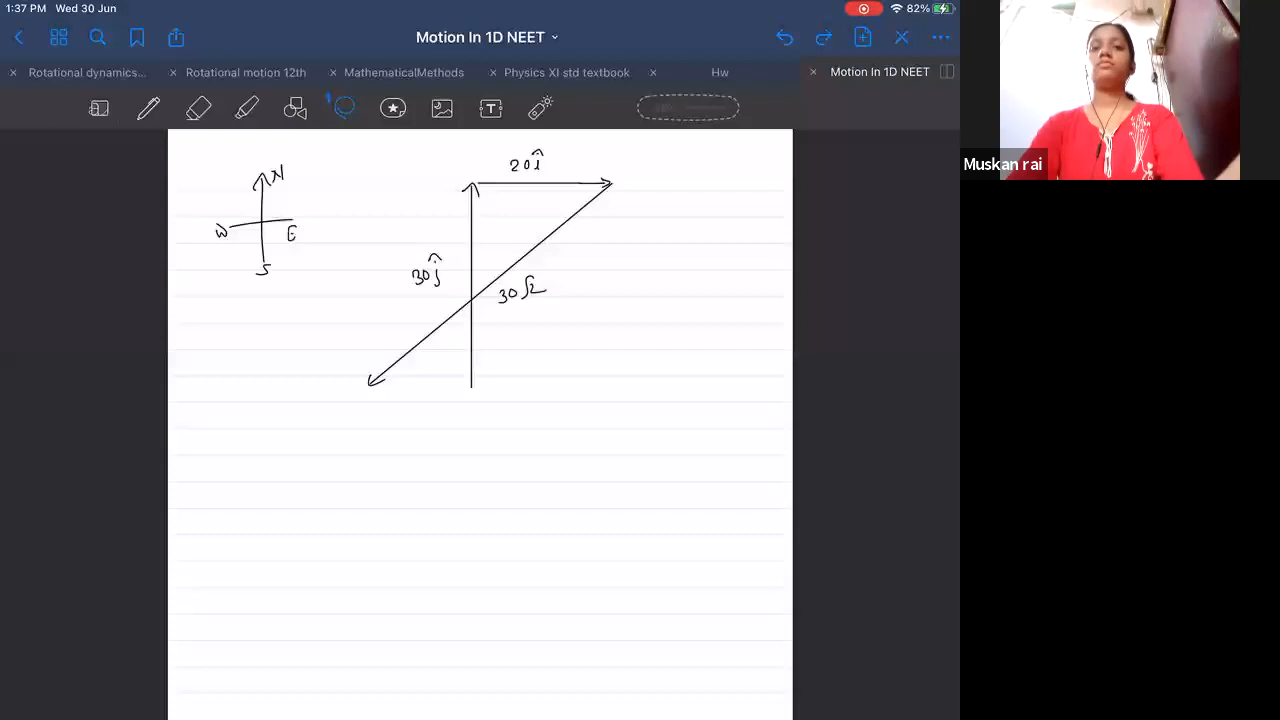 1:37 PM Wed 30 Jun
82%
Motion In 1D NEET
Rotational dynamics...
Rotational motion 12th
MathematicalMethods
Physics XI std textbook
Hw
Motion In 1D NEET
T
Muskan rai
20î
N
W E
S
30ĵ
30√2